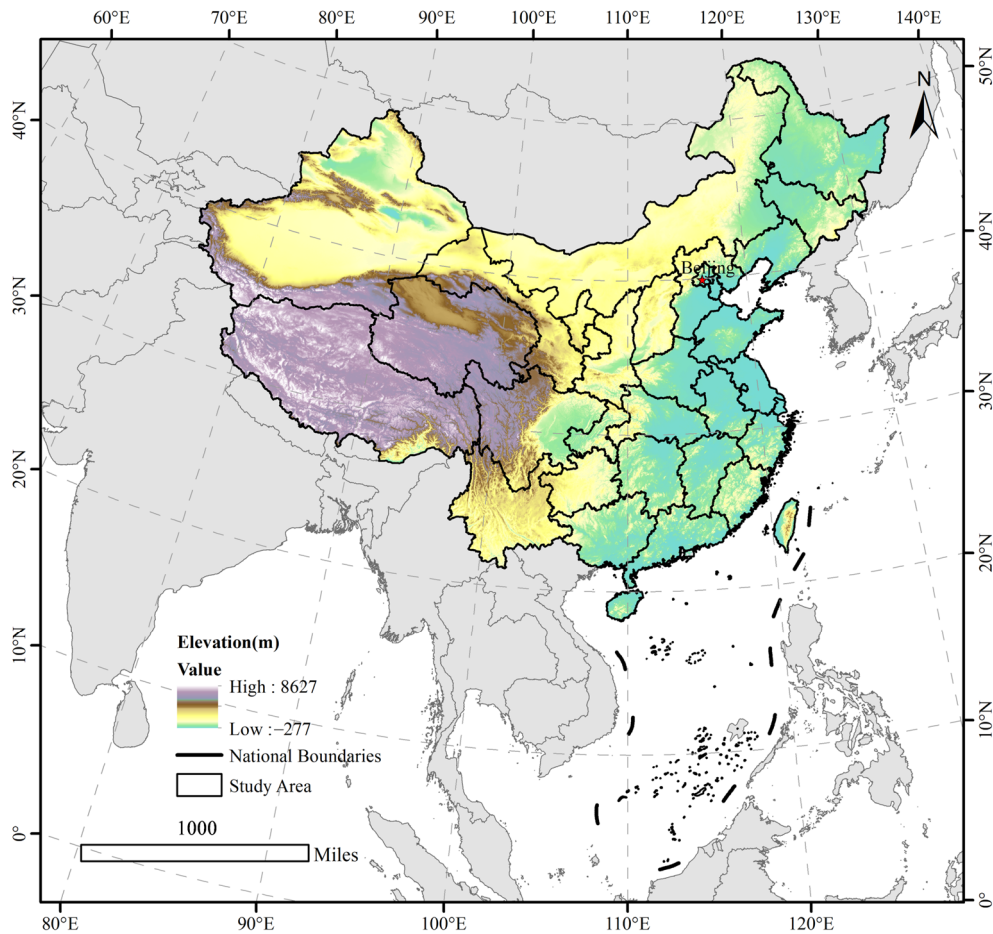 60°E 70°E 80°E 90°E 100°E 110°E 120°E 130°E 140°E
50°N
N
40°N
40°N
Beijing
30°N
30°N
20°N
20°N
10°N
10°N
0°
0°
Elevation(m)
Value
High : 8627
Low :−277
National Boundaries
Study Area
1000
Miles
80°E 90°E 100°E 110°E 120°E